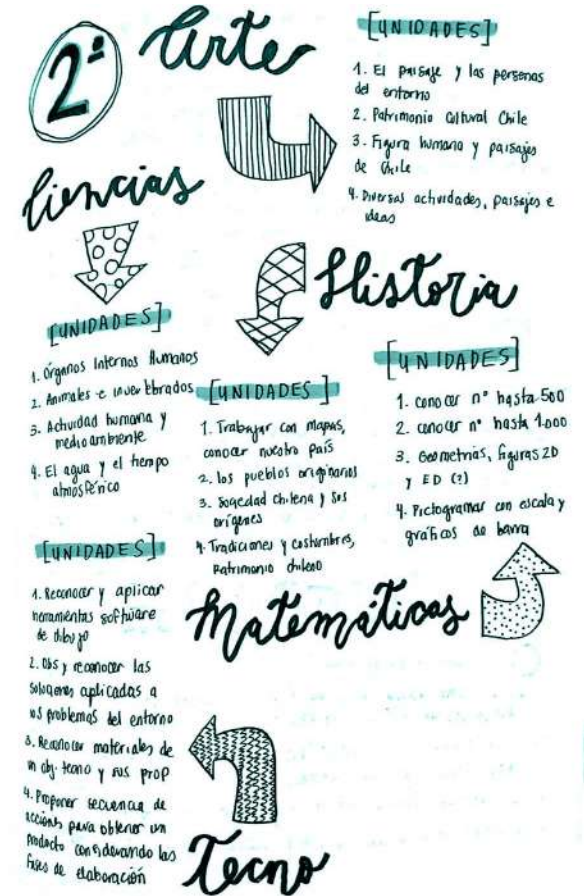 2º
Arte
[UNIDADES]
1. El paisaje y las personas
del entorno
2. Patrimonio Cultural Chile
3. Figura humana y paisajes
de Chile
4. Diversas actividades, paisajes e
ideas
Ciencias
[UNIDADES]
1. Órganos Internos Humanos
2. Animales e invertebrados
3. Actividad humana y
medio ambiente
4. El agua y el tiempo
atmosférico
Historia
[UNIDADES]
1. Trabajar con mapas,
conocer nuestro país
2. los pueblos originarios
3. Sociedad chilena y sus
orígenes
4. Tradiciones y costumbres,
Patrimonio chileno
[UNIDADES]
1. conocer n° hasta 500
2. conocer n° hasta 1.000
3. Geometrías, figuras 2D
y ED (?)
4. Pictogramar con escala y
gráficos de barra
Matemáticas
[UNIDADES]
1. Reconocer y aplicar
herramientas software
de dibujo
2. Obs y reconocer las
soluciones aplicadas a
los problemas del entorno
3. Reconocer materiales de
un obj. tecno y sus prop
4. Proponer secuencia de
acciones para obtener un
producto considerando las
fases de elaboración
Tecno